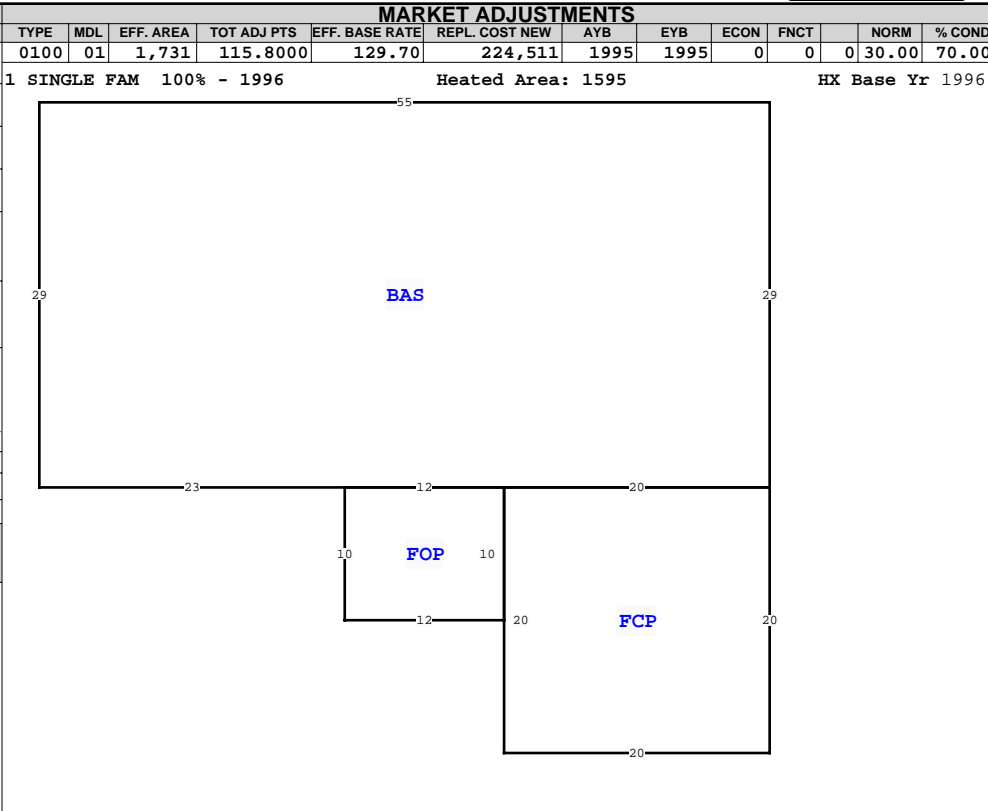 MARKET ADJUSTMENTS
TYPE MDL EFF. AREA TOT ADJ PTS EFF. BASE RATE REPL. COST NEW AYB EYB ECON FNCT NORM % COND
0100 01 1,731 115.8000 129.70 224,511 1995 1995 0 0 0 30.00 70.00
1 SINGLE FAM 100% - 1996 Heated Area: 1595 HX Base Yr 1996
55
29 BAS 29
23 12 20
10 FOP 10
12 20 FCP 20
20